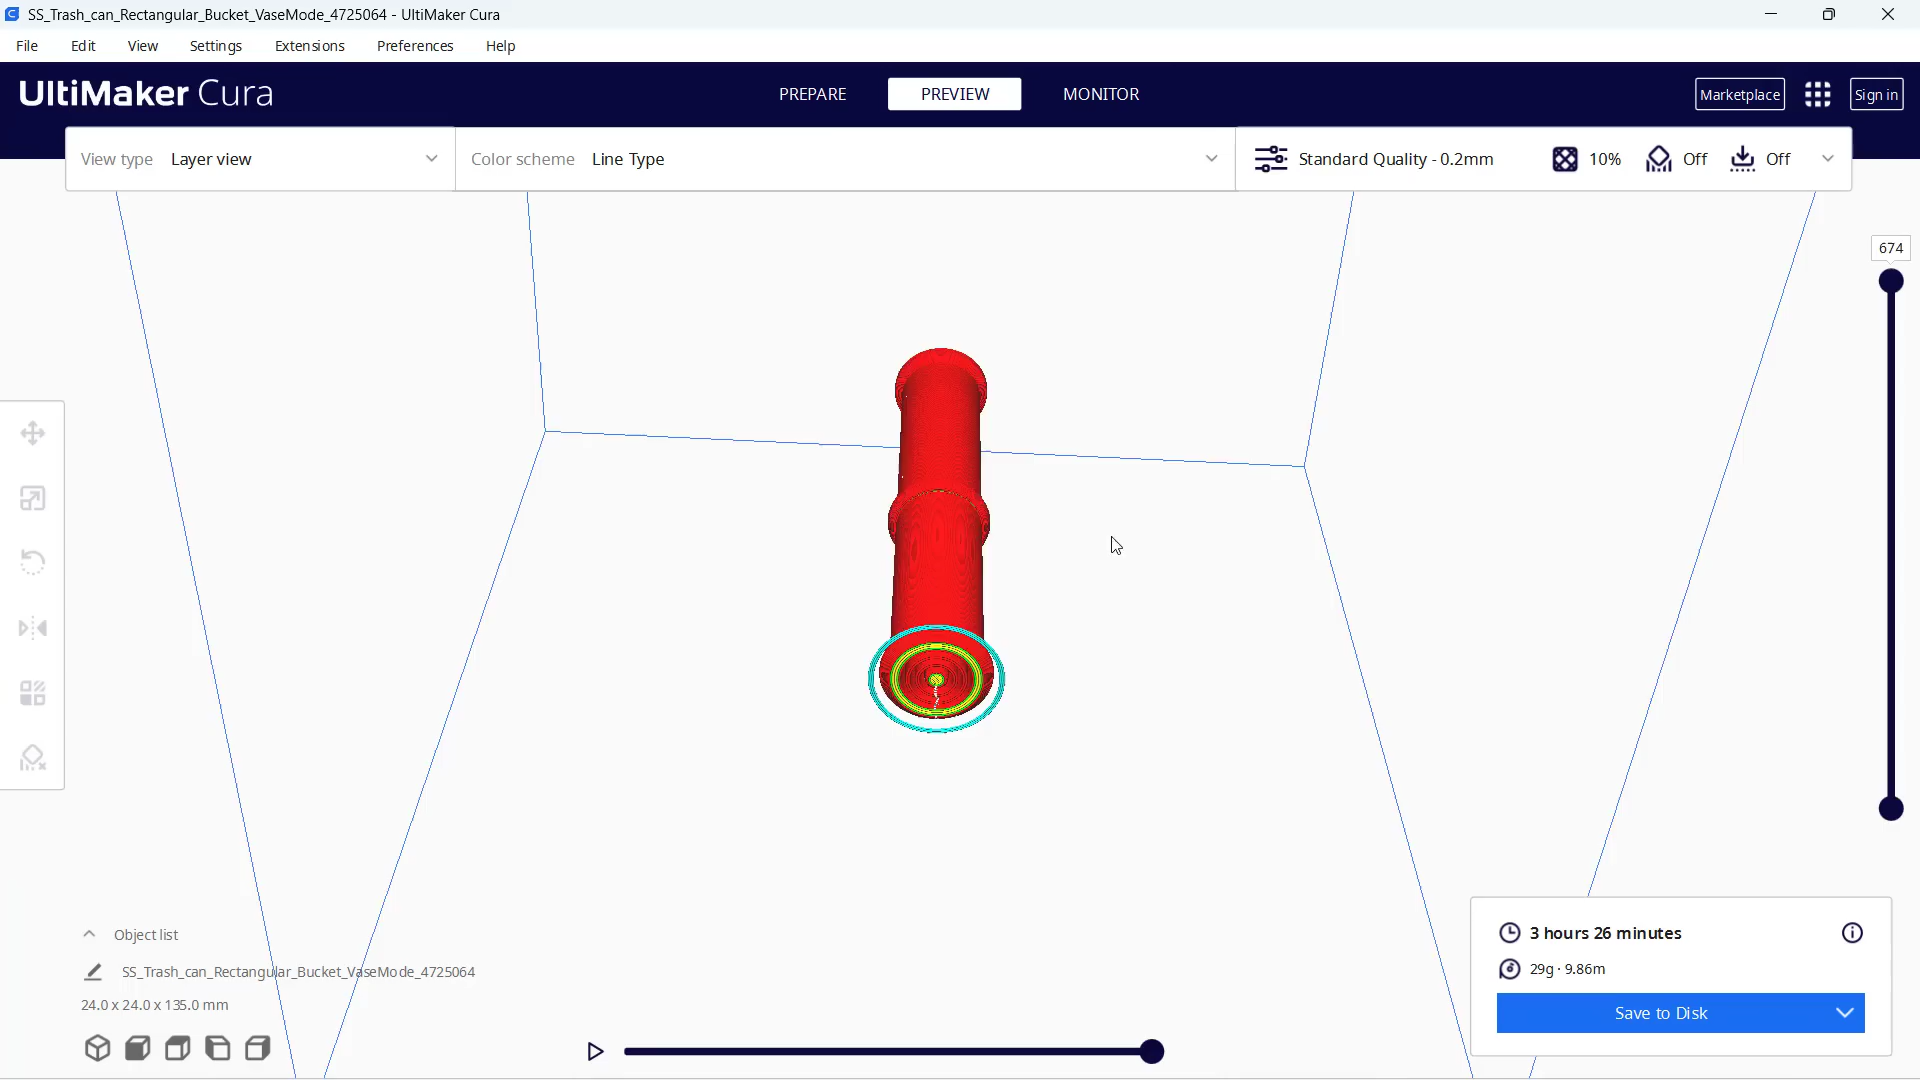 SS_Trash_can_Rectangular_Bucket_VaseMode_4725064 - UltiMaker Cura
File Edit View Settings Extensions Preferences Help
UltiMaker Cura PREPARE PREVIEW MONITOR Marketplace Sign in
View type Layer view Color scheme Line Type Standard Quality - 0.2mm 10% Off Off
674
Object list
SS_Trash_can_Rectangular_Bucket_VaseMode_4725064
24.0 x 24.0 x 135.0 mm
3 hours 26 minutes
29g · 9.86m
Save to Disk